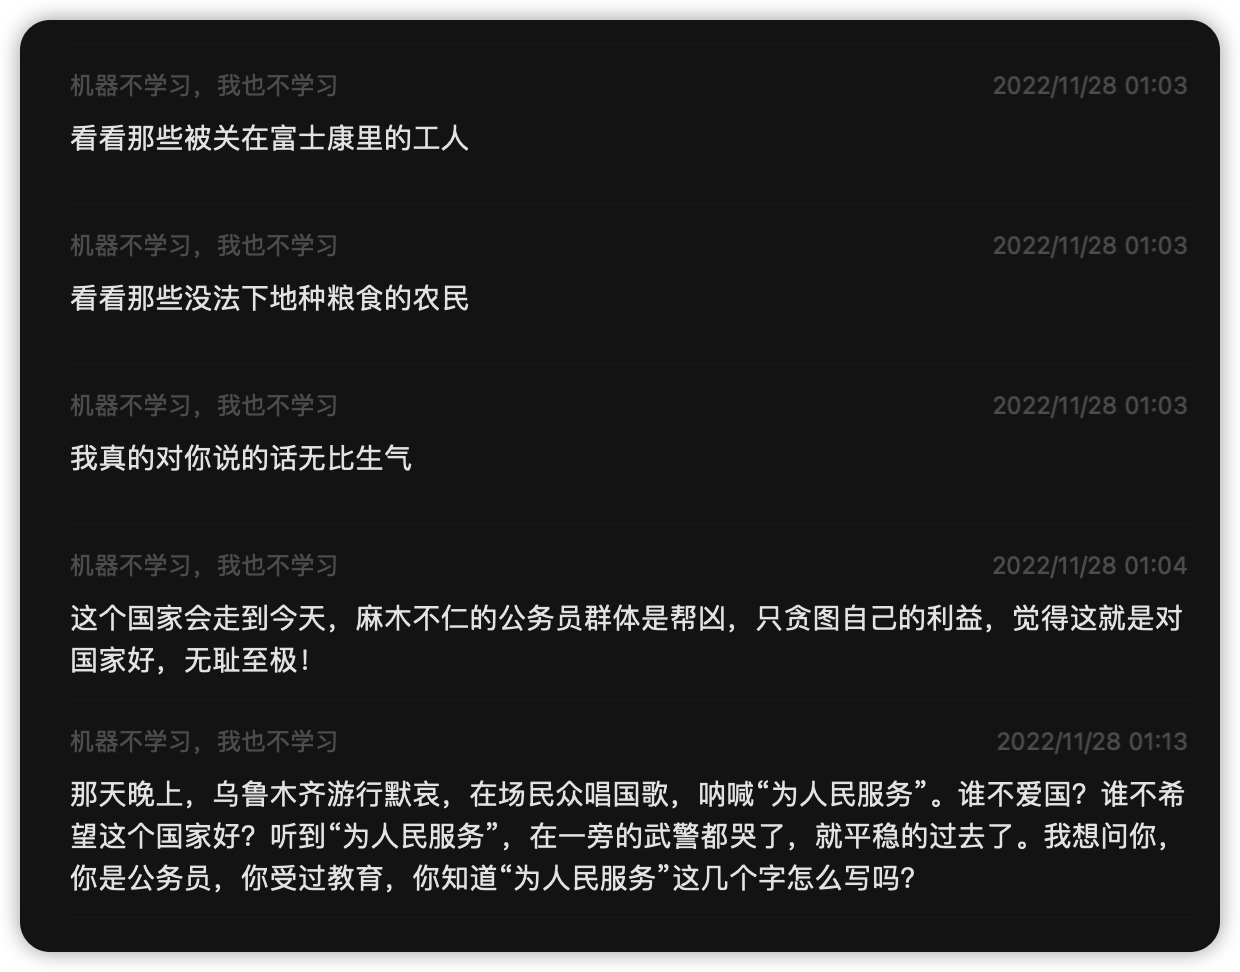 机器不学习，我也不学习 2022/11/28 01:03
看看那些被关在富士康里的工人
机器不学习，我也不学习 2022/11/28 01:03
看看那些没法下地种粮食的农民
机器不学习，我也不学习 2022/11/28 01:03
我真的对你说的话无比生气
机器不学习，我也不学习 2022/11/28 01:04
这个国家会走到今天，麻木不仁的公务员群体是帮凶，只贪图自己的利益，觉得这就是对
国家好，无耻至极！
机器不学习，我也不学习 2022/11/28 01:13
那天晚上，乌鲁木齐游行默哀，在场民众唱国歌，呐喊“为人民服务”。谁不爱国？谁不希
望这个国家好？听到“为人民服务”，在一旁的武警都哭了，就平稳的过去了。我想问你，
你是公务员，你受过教育，你知道“为人民服务”这几个字怎么写吗？